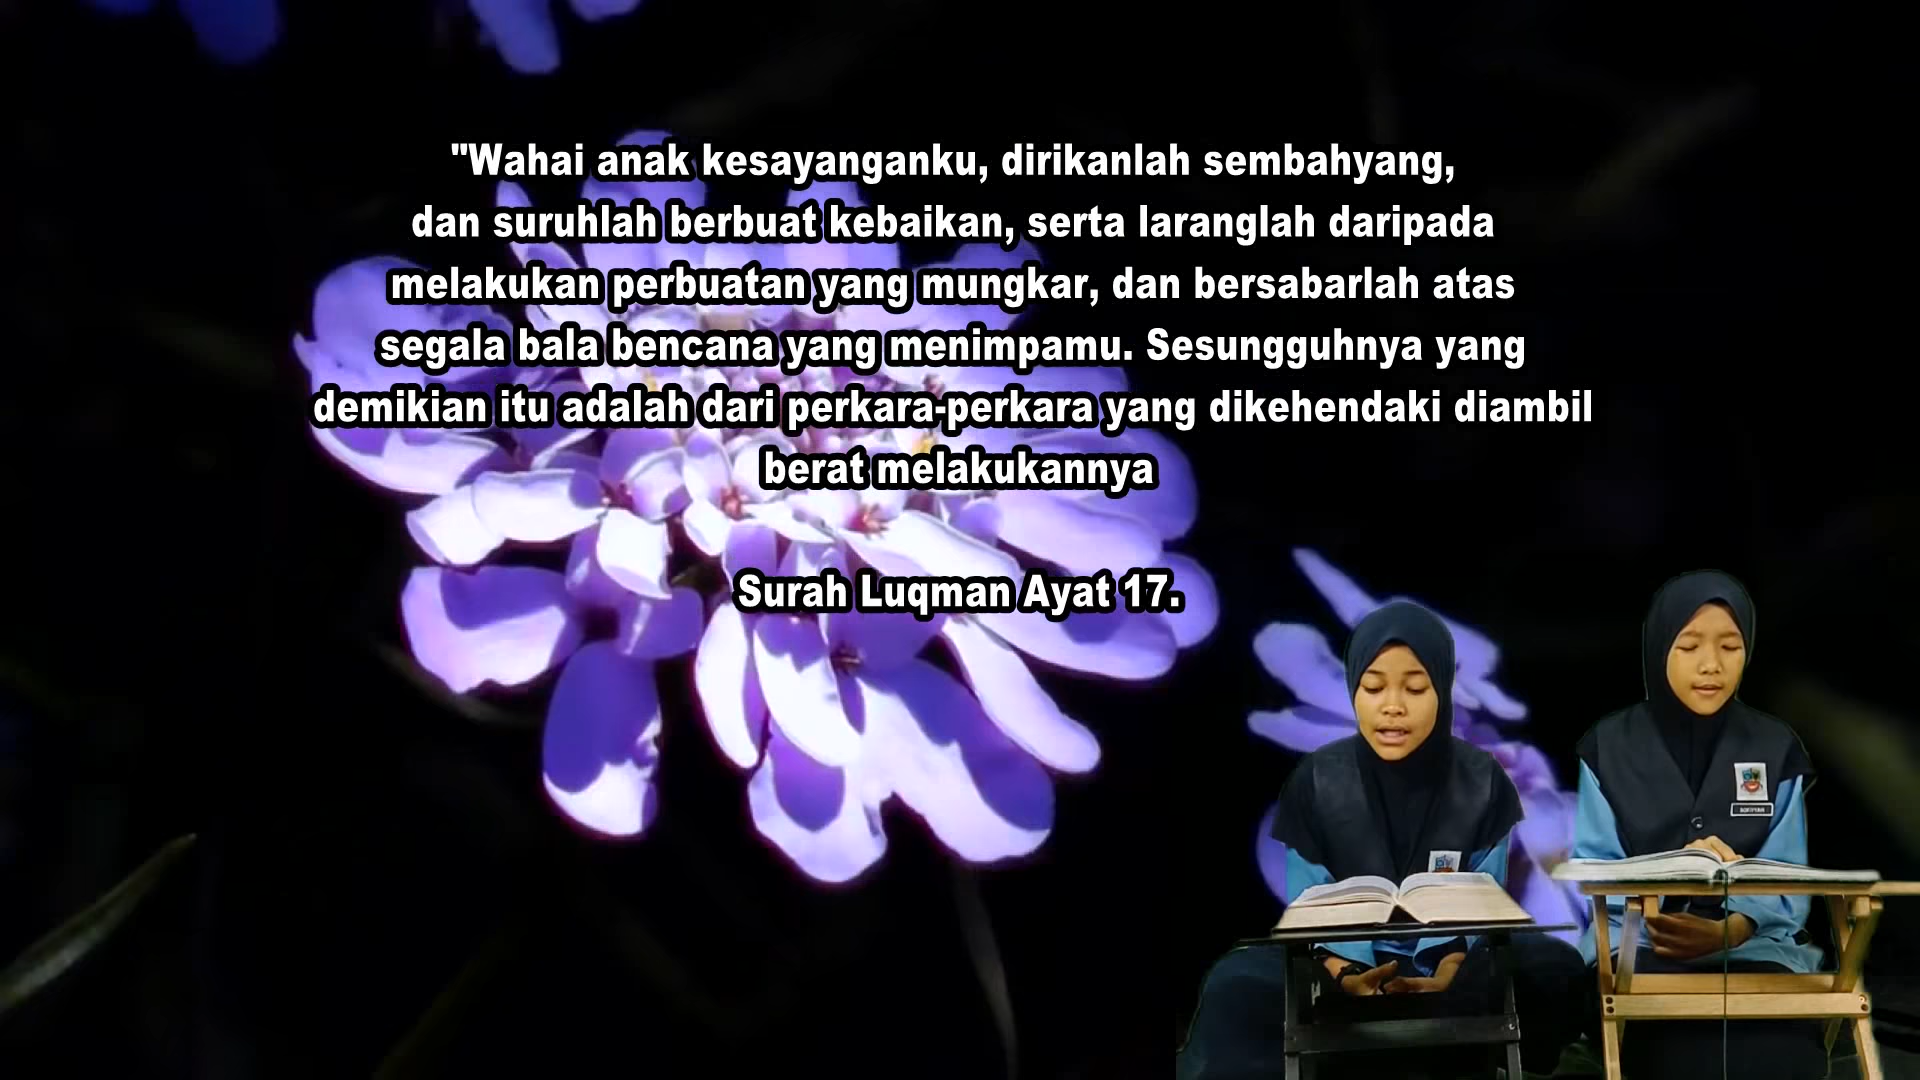 "Wahai anak kesayanganku, dirikanlah sembahyang,
dan suruhlah berbuat kebaikan, serta laranglah daripada
melakukan perbuatan yang mungkar, dan bersabarlah atas
segala bala bencana yang menimpamu. Sesungguhnya yang
demikian itu adalah dari perkara-perkara yang dikehendaki diambil
berat melakukannya
Surah Luqman Ayat 17.